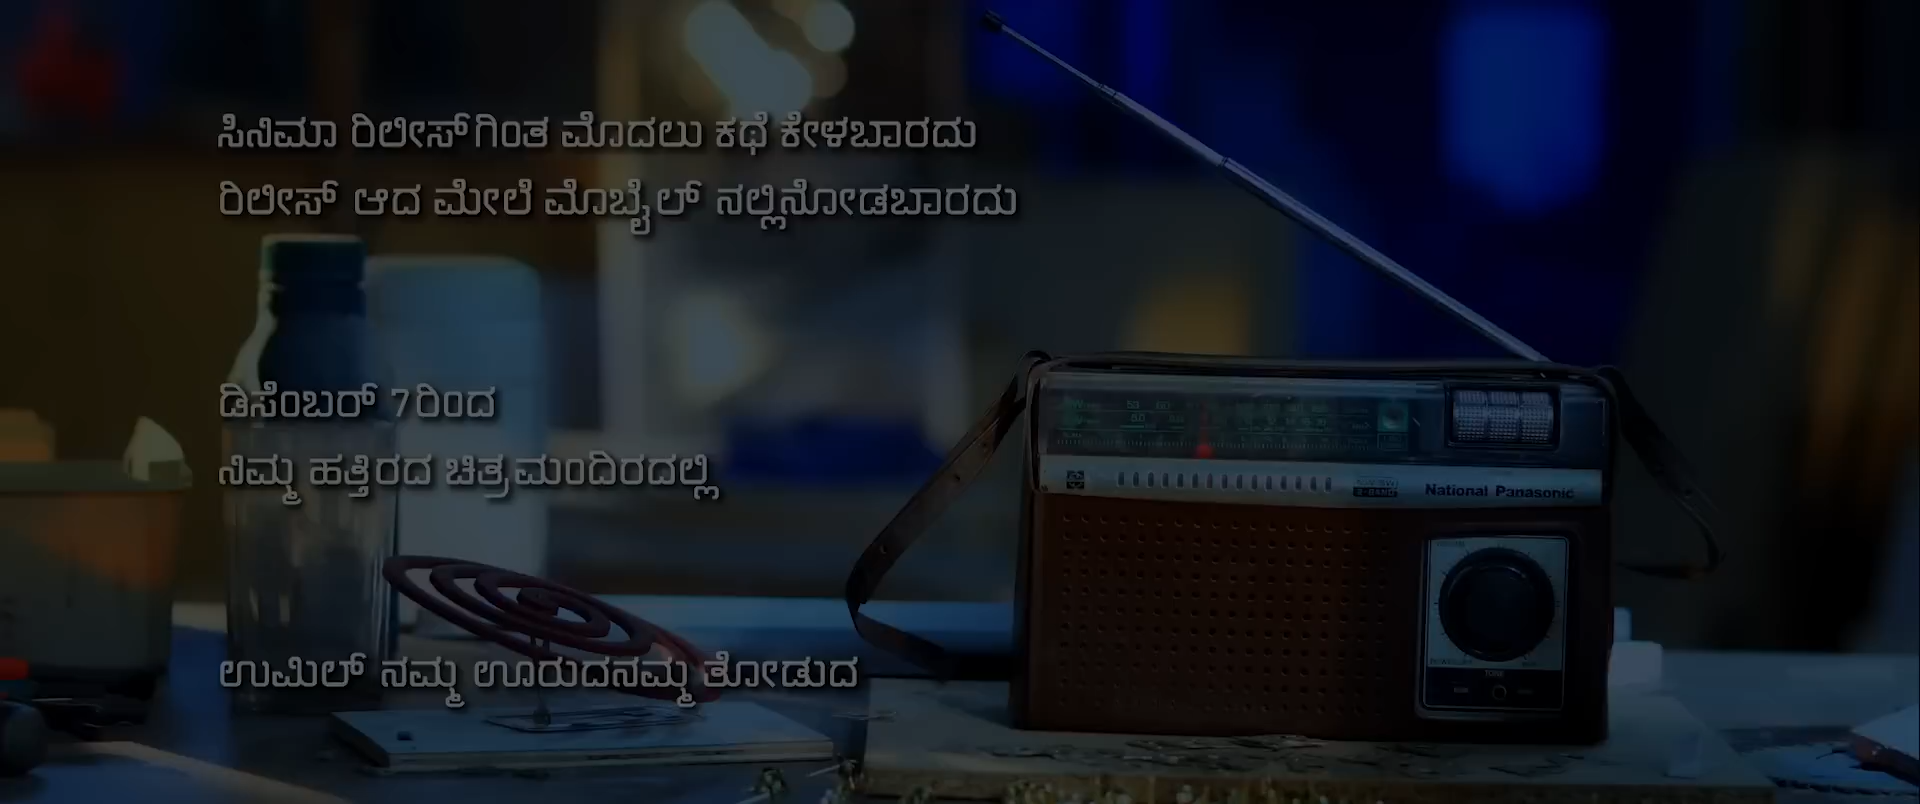 ಸಿನಿಮಾ ರಿಲೀಸ್‌ಗಿಂತ ಮೊದಲು ಕಥೆ ಕೇಳಬಾರದು
ರಿಲೀಸ್ ಆದ ಮೇಲೆ ಮೊಬೈಲ್ ನಲ್ಲಿನೋಡಬಾರದು
ಡಿಸೆಂಬರ್ 7ರಿಂದ
ನಿಮ್ಮ ಹತ್ತಿರದ ಚಿತ್ರಮಂದಿರದಲ್ಲಿ
National Panasonic
ಉಮಿಲ್ ನಮ್ಮ ಊರುದನಮ್ಮ ತೋಡುದ